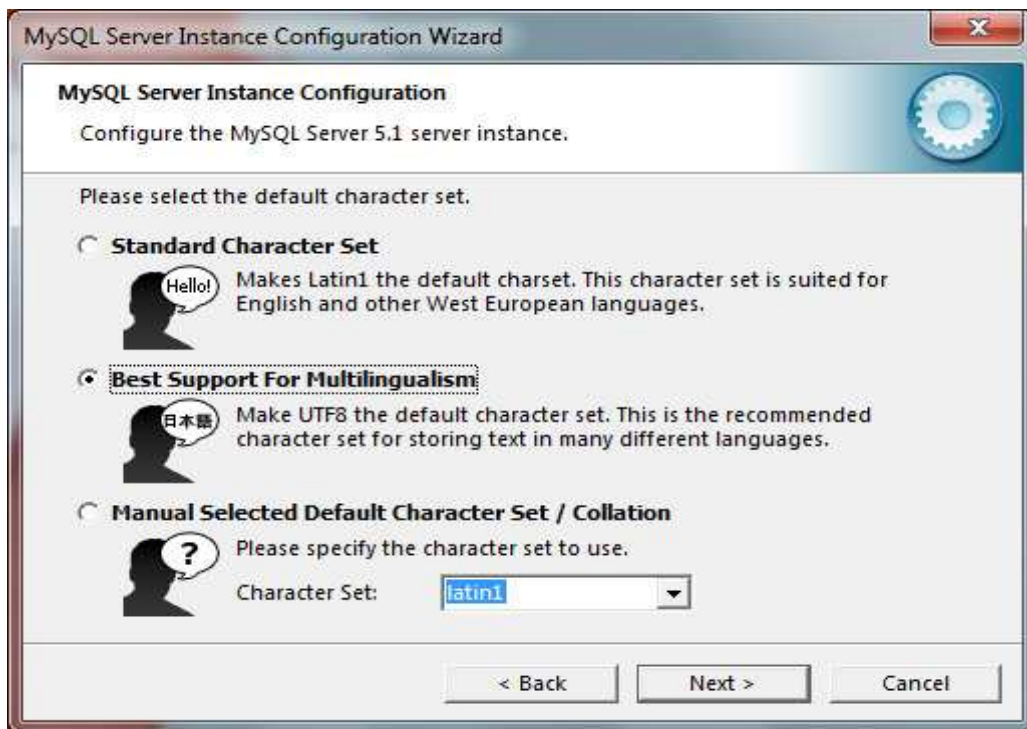 MySQL Server Instance Configuration Wizard
MySQL Server Instance Configuration
Configure the MySQL Server 5.1 server instance.
Please select the default character set.
Standard Character Set
Hello!
Makes Latin1 the default charset. This character set is suited for
English and other West European languages.
Best Support For Multilingualism
日本語
Make UTF8 the default character set. This is the recommended
character set for storing text in many different languages.
Manual Selected Default Character Set / Collation
?
Please specify the character set to use.
Character Set: latin1
< Back Next > Cancel